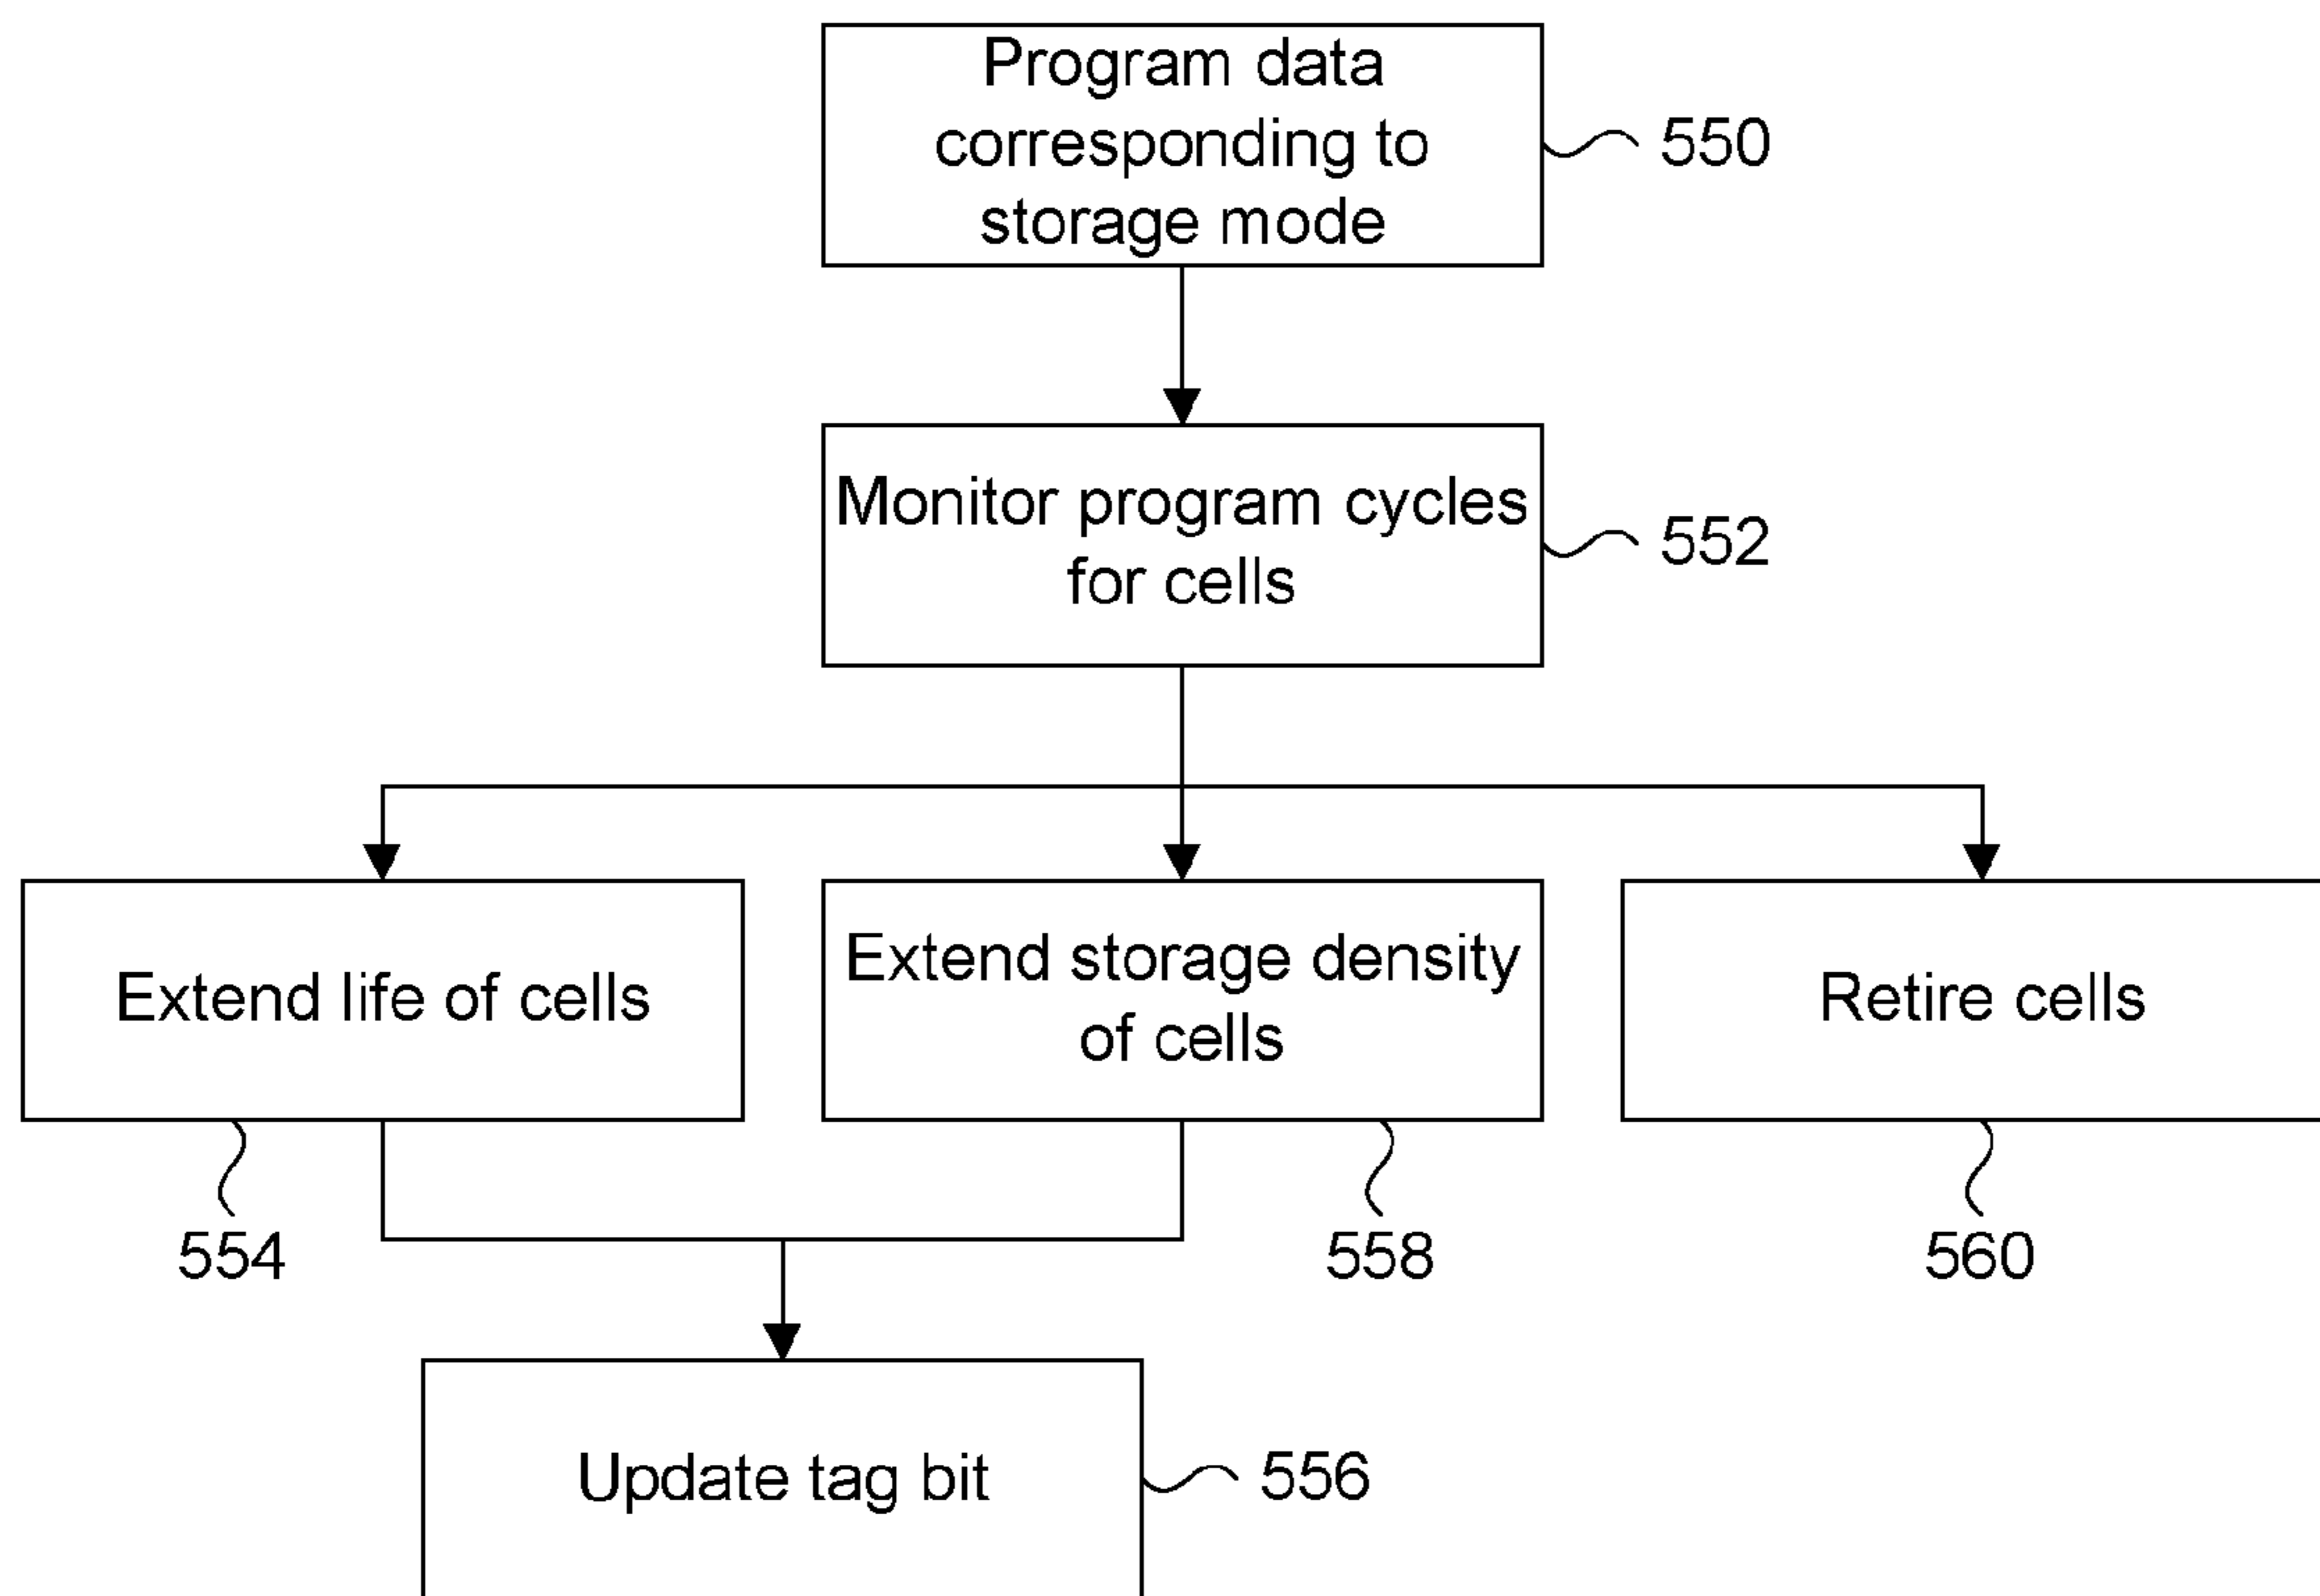 Program data
corresponding to
storage mode
550
Monitor program cycles
for cells
552
Extend life of cells
554
Extend storage density
of cells
558
Retire cells
560
Update tag bit
556